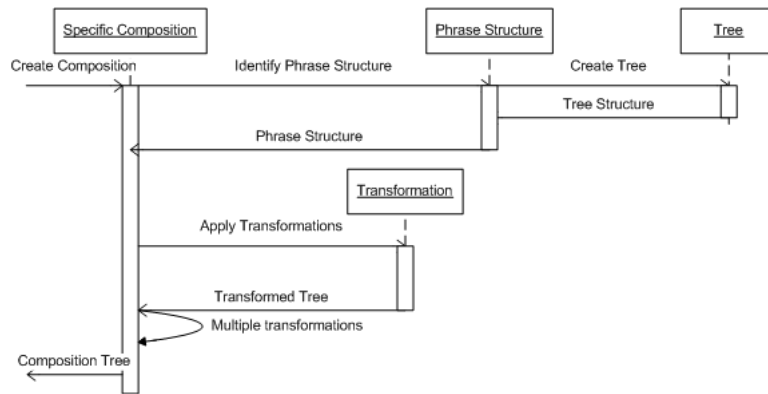 Specific Composition
Phrase Structure
Tree
Create Composition
Identify Phrase Structure
Create Tree
Tree Structure
Phrase Structure
Transformation
Apply Transformations
Transformed Tree
Multiple transformations
Composition Tree